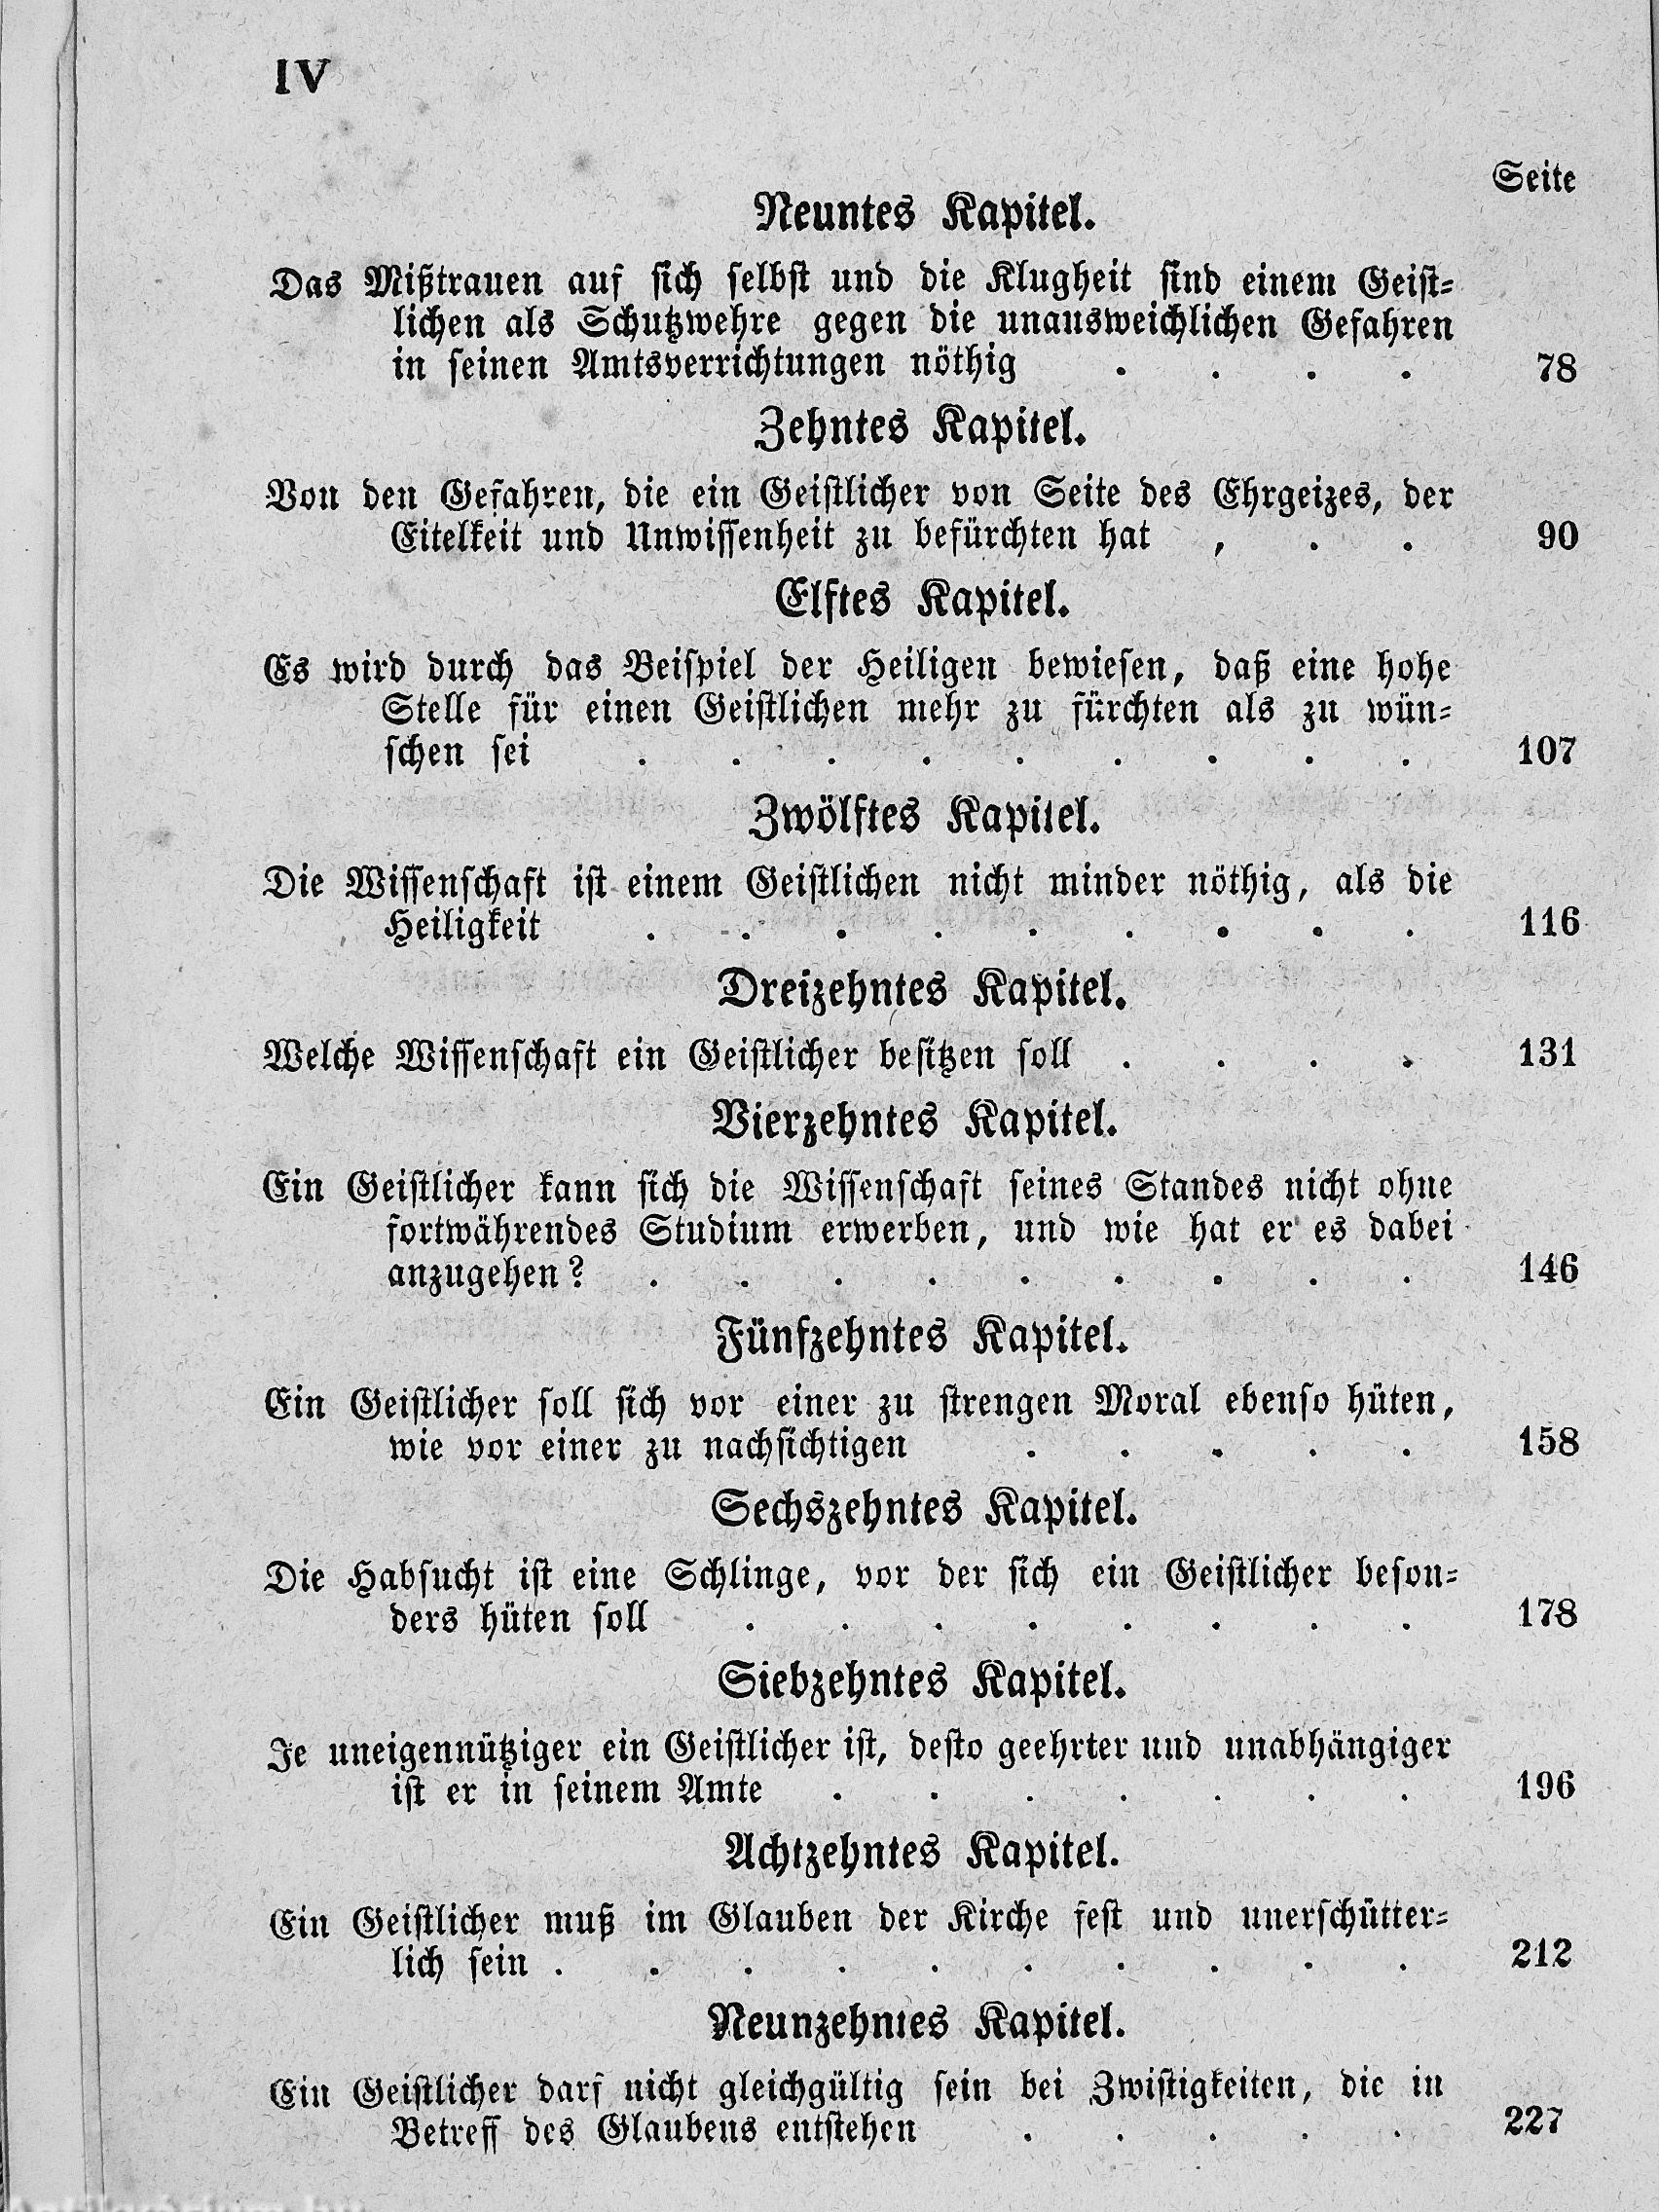 IV
Seite
Neuntes Kapitel.
Das Mißtrauen auf sich selbst und die Klugheit sind einem Geist-
lichen als Schutzwehre gegen die unausweichlichen Gefahren
in seinen Amtsverrichtungen nöthig . . . . 78
Zehntes Kapitel.
Von den Gefahren, die ein Geistlicher von Seite des Ehrgeizes, der
Eitelkeit und Unwissenheit zu befürchten hat , . . 90
Elftes Kapitel.
Es wird durch das Beispiel der Heiligen bewiesen, daß eine hohe
Stelle für einen Geistlichen mehr zu fürchten als zu wün-
schen sei . . . . . . . . . 107
Zwölftes Kapitel.
Die Wissenschaft ist einem Geistlichen nicht minder nöthig, als die
Heiligkeit . . . . . . . . . 116
Dreizehntes Kapitel.
Welche Wissenschaft ein Geistlicher besitzen soll . . . . 131
Vierzehntes Kapitel.
Ein Geistlicher kann sich die Wissenschaft seines Standes nicht ohne
fortwährendes Studium erwerben, und wie hat er es dabei
anzugehen? . . . . . . . . . 146
Fünfzehntes Kapitel.
Ein Geistlicher soll sich vor einer zu strengen Moral ebenso hüten,
wie vor einer zu nachsichtigen . . . . . 158
Sechszehntes Kapitel.
Die Habsucht ist eine Schlinge, vor der sich ein Geistlicher beson-
ders hüten soll . . . . . . . . 178
Siebzehntes Kapitel.
Je uneigennütziger ein Geistlicher ist, desto geehrter und unabhängiger
ist er in seinem Amte . . . . . . . 196
Achtzehntes Kapitel.
Ein Geistlicher muß im Glauben der Kirche fest und unerschütter-
lich sein . . . . . . . . . . 212
Neunzehntes Kapitel.
Ein Geistlicher darf nicht gleichgültig sein bei Zwistigkeiten, die in
Betreff des Glaubens entstehen . . . . . 227